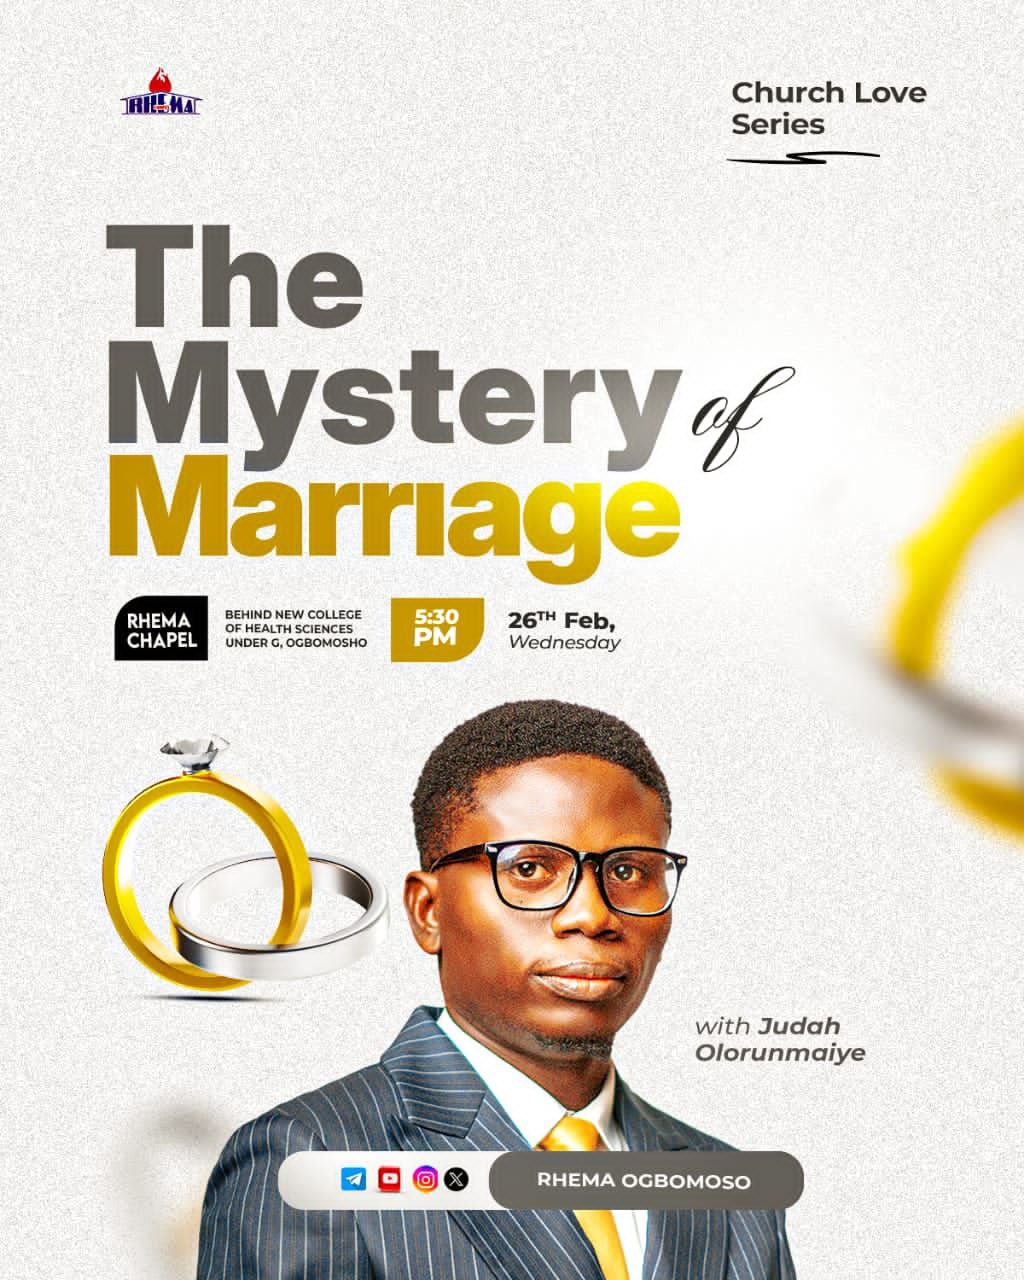 RHEMA
Church Love
Series
The
Mystery of
Marriage
RHEMA
CHAPEL
BEHIND NEW COLLEGE
OF HEALTH SCIENCES
UNDER G, OGBOMOSHO
5:30
PM
26TH Feb,
Wednesday
with Judah
Olorunmaiye
RHEMA OGBOMOSO